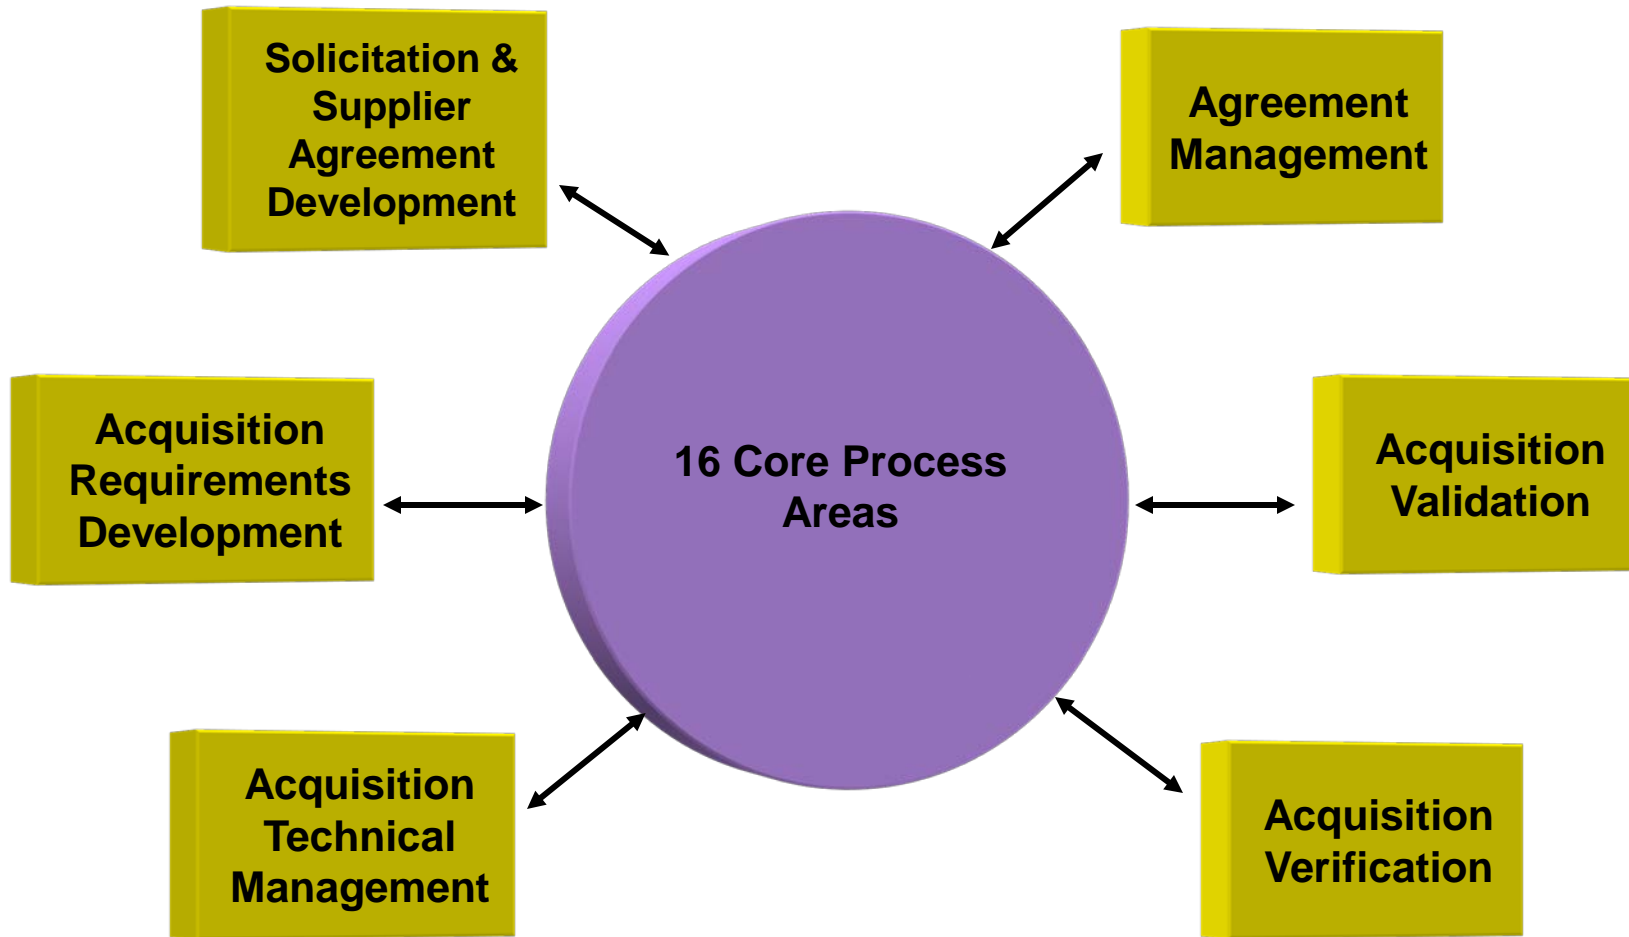 Solicitation &
Supplier
Agreement
Development
Agreement
Management
Acquisition
Requirements
Development
16 Core Process
Areas
Acquisition
Validation
Acquisition
Technical
Management
Acquisition
Verification